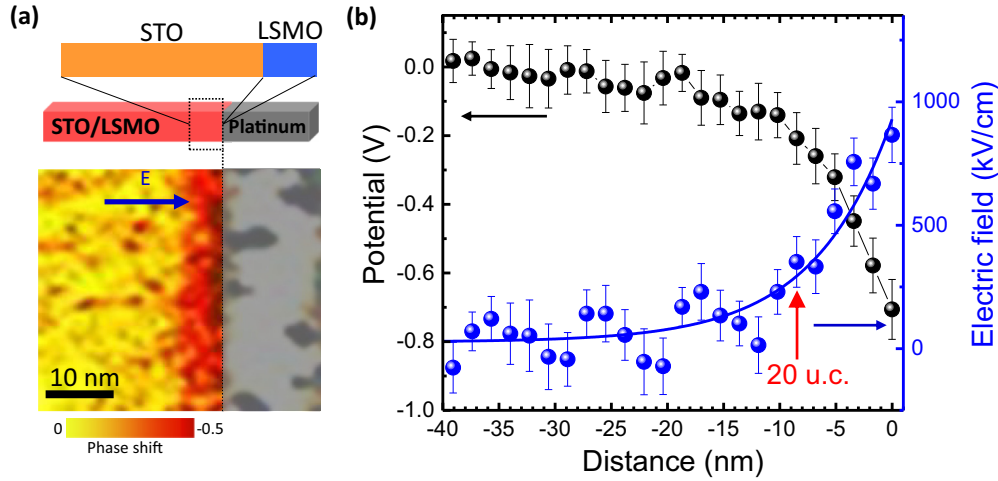 (a)
STO LSMO
STO/LSMO Platinum
E
10 nm
0 -0.5
Phase shift
(b)
0.0
-0.2
-0.4
-0.6
-0.8
-1.0
Potential (V)
1000
500
0
Electric field (kV/cm)
20 u.c.
-40 -35 -30 -25 -20 -15 -10 -5 0
Distance (nm)